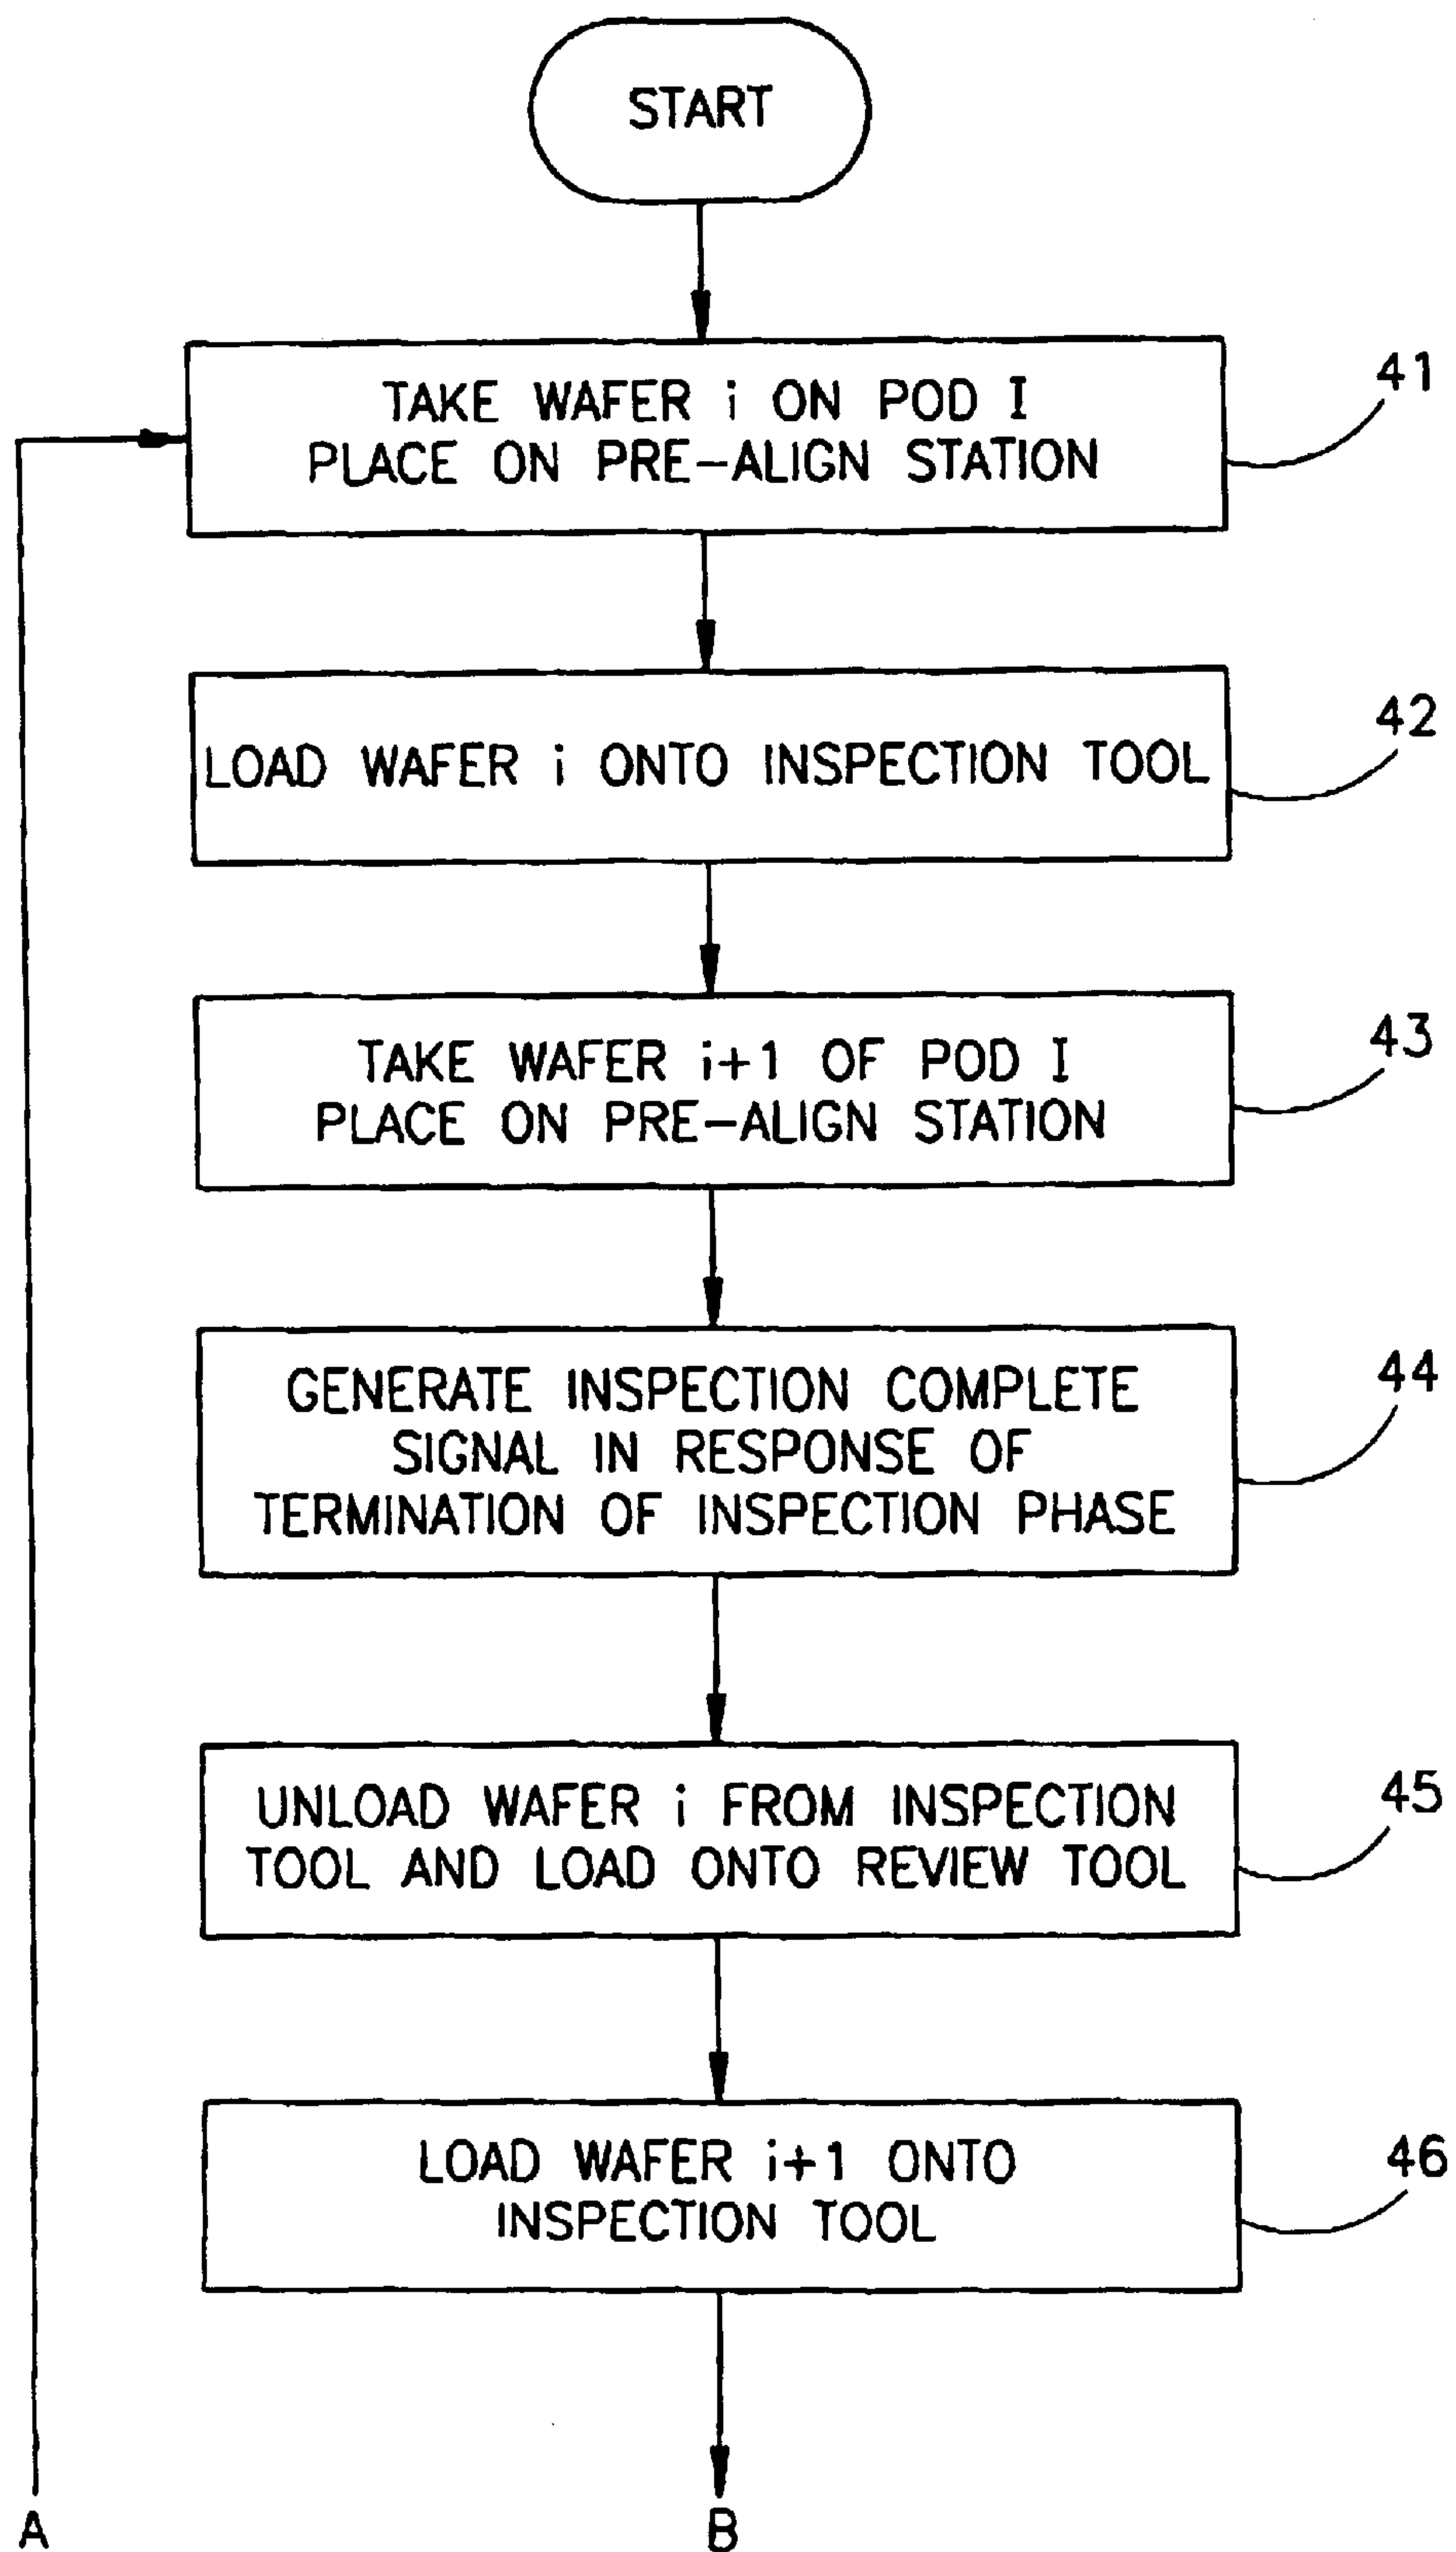 START
TAKE WAFER i ON POD I
PLACE ON PRE-ALIGN STATION
41
LOAD WAFER i ONTO INSPECTION TOOL
42
TAKE WAFER i+1 OF POD I
PLACE ON PRE-ALIGN STATION
43
GENERATE INSPECTION COMPLETE
SIGNAL IN RESPONSE OF
TERMINATION OF INSPECTION PHASE
44
UNLOAD WAFER i FROM INSPECTION
TOOL AND LOAD ONTO REVIEW TOOL
45
LOAD WAFER i+1 ONTO
INSPECTION TOOL
46
A
B